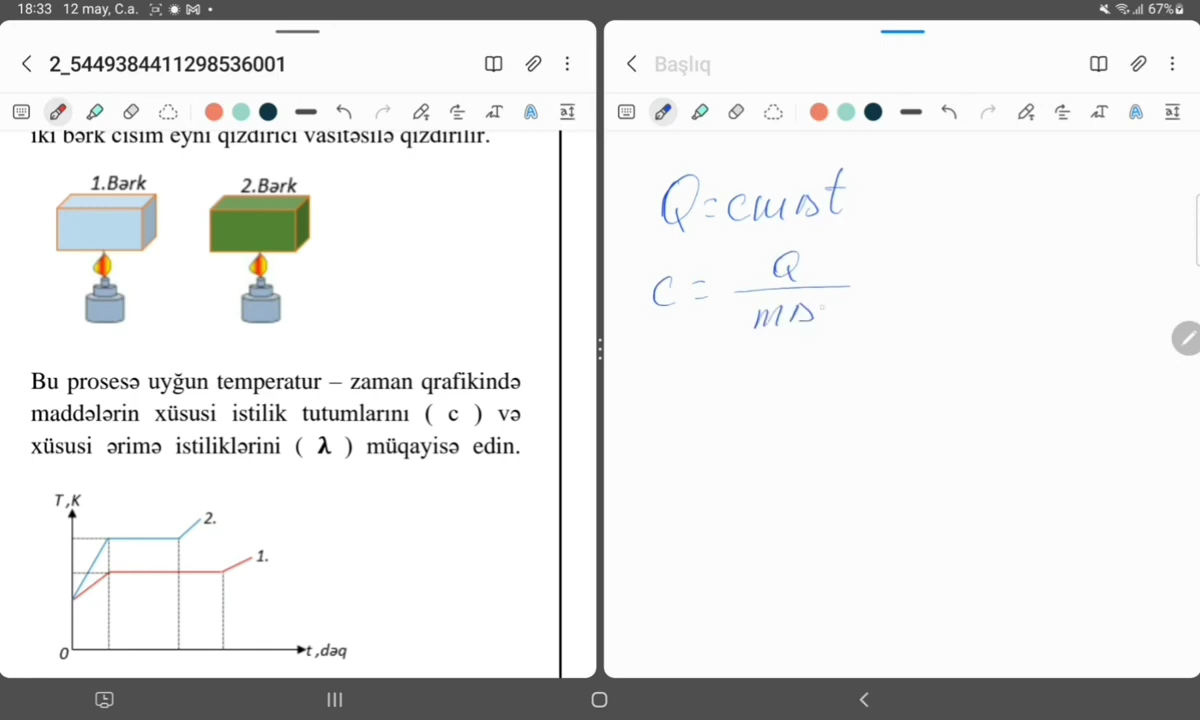 18:33 12 may, C.a. 67%
2_5449384411298536001
iki bərk cisim eyni qızdırıcı vasitəsilə qızdırılır.
1.Bərk 2.Bərk
Bu prosesə uyğun temperatur – zaman qrafikində
maddələrin xüsusi istilik tutumlarını ( c ) və
xüsusi ərimə istiliklərini ( λ ) müqayisə edin.
T,K
2.
1.
0
t,dəq
Başlıq
Q=cmΔt
c = Q
mΔ